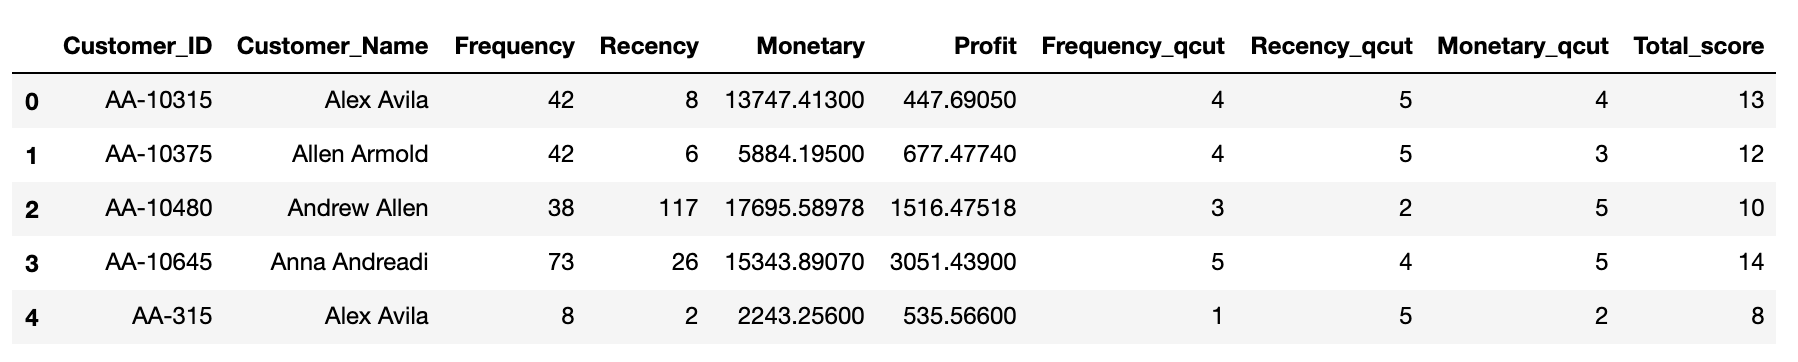 Customer_ID Customer_Name Frequency Recency Monetary Profit Frequency_qcut Recency_qcut Monetary_qcut Total_score
0 AA-10315 Alex Avila 42 8 13747.41300 447.69050 4 5 4 13
1 AA-10375 Allen Armold 42 6 5884.19500 677.47740 4 5 3 12
2 AA-10480 Andrew Allen 38 117 17695.58978 1516.47518 3 2 5 10
3 AA-10645 Anna Andreadi 73 26 15343.89070 3051.43900 5 4 5 14
4 AA-315 Alex Avila 8 2 2243.25600 535.56600 1 5 2 8